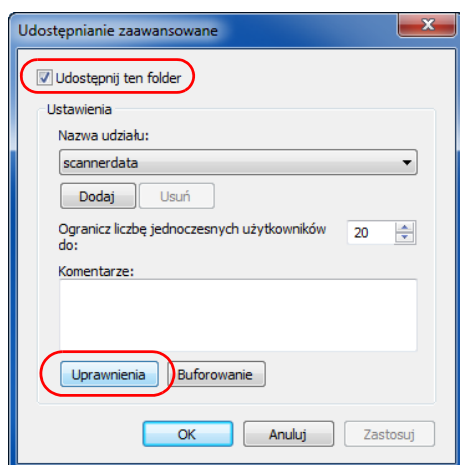 Udostępnianie zaawansowane
Udostępnij ten folder
Ustawienia
Nazwa udziału:
scannerdata
Dodaj
Usuń
Ogranicz liczbę jednoczesnych użytkowników
do:
20
Komentarze:
Uprawnienia
Buforowanie
OK
Anuluj
Zastosuj